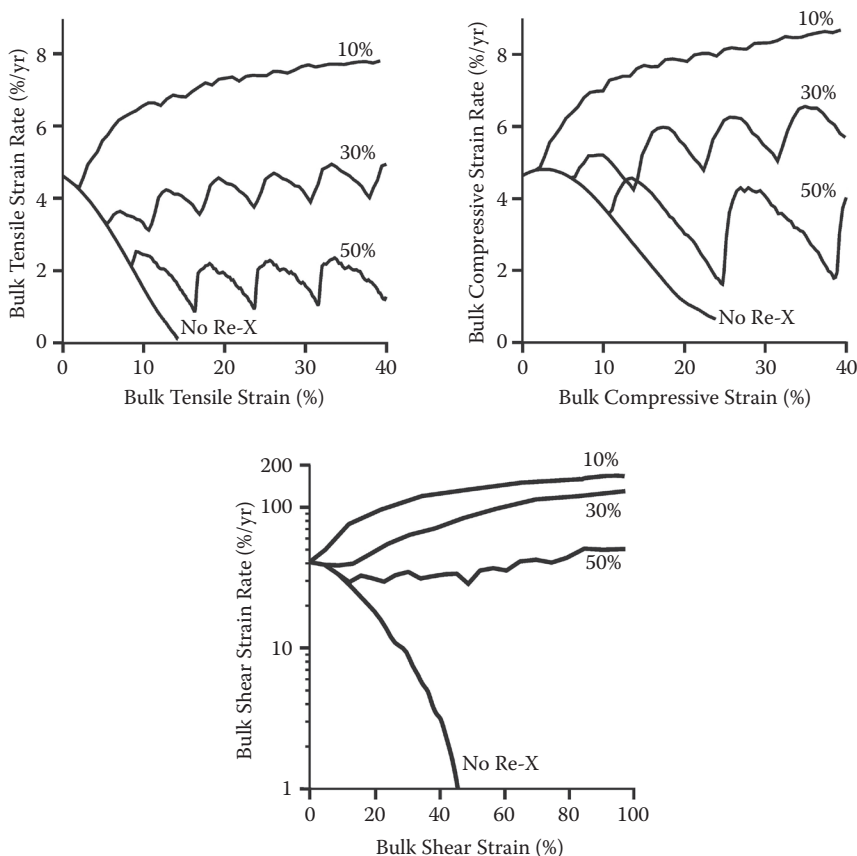 Bulk Tensile Strain Rate (%/yr)
8
6
4
2
0
10%
30%
50%
No Re-X
0 10 20 30 40
Bulk Tensile Strain (%)
Bulk Compressive Strain Rate (%/yr)
8
6
4
2
0
10%
30%
50%
No Re-X
0 10 20 30 40
Bulk Compressive Strain (%)
Bulk Shear Strain Rate (%/yr)
200
100
10
1
10%
30%
50%
No Re-X
0 20 40 60 80 100
Bulk Shear Strain (%)